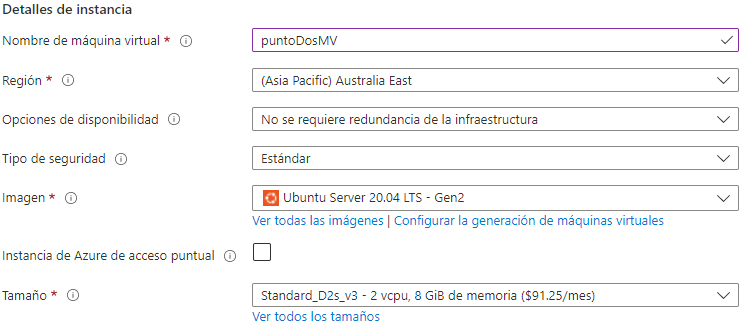 Detalles de instancia
Nombre de máquina virtual * puntoDosMV
Región * (Asia Pacific) Australia East
Opciones de disponibilidad No se requiere redundancia de la infraestructura
Tipo de seguridad Estándar
Imagen * Ubuntu Server 20.04 LTS - Gen2
Ver todas las imágenes | Configurar la generación de máquinas virtuales
Instancia de Azure de acceso puntual
Tamaño * Standard_D2s_v3 - 2 vcpu, 8 GiB de memoria ($91.25/mes)
Ver todos los tamaños